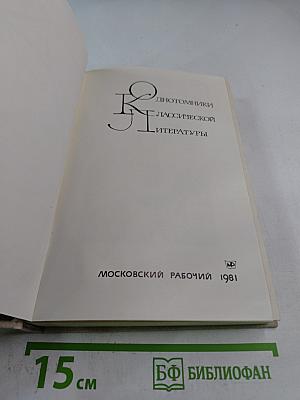 ОДНОТОМНИКИ
КЛАССИЧЕСКОЙ
ЛИТЕРАТУРЫ
МОСКОВСКИЙ РАБОЧИЙ 1981
15 см
БФ БИБЛИОФАН